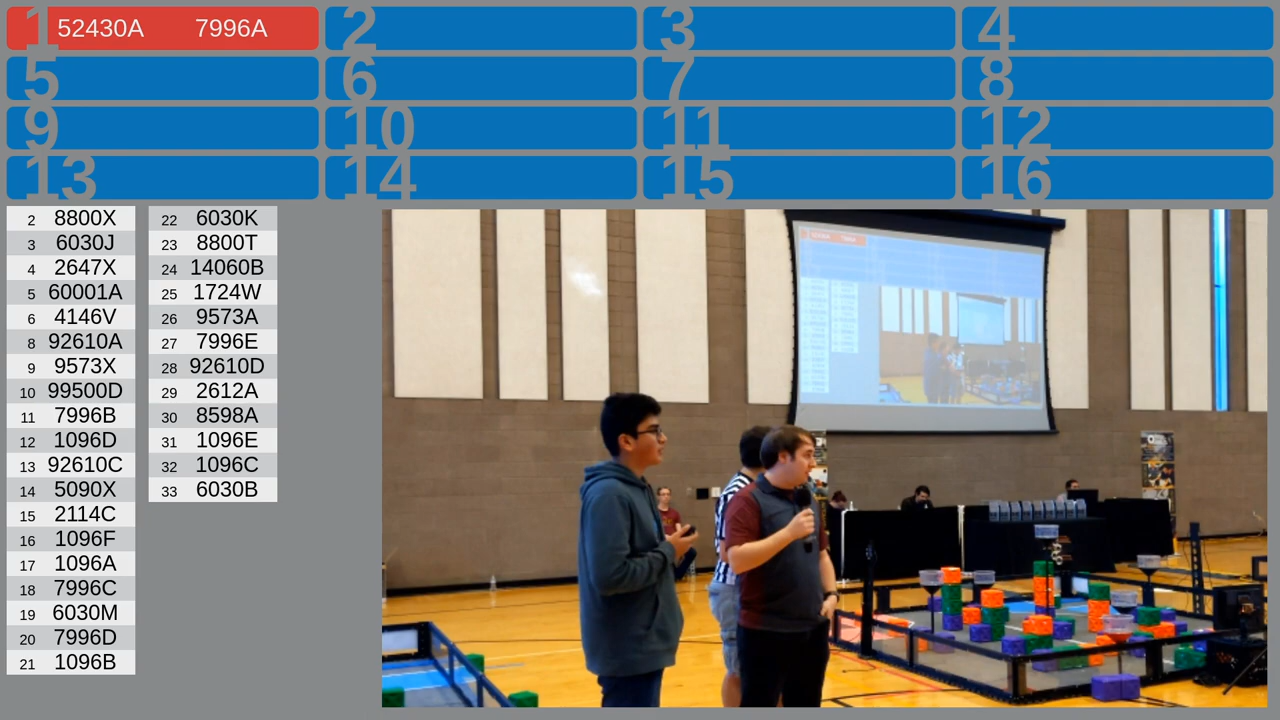 1 52430A 7996A 2 3 4
5 6 7 8
9 10 11 12
13 14 15 16
2 8800X
3 6030J
4 2647X
5 60001A
6 4146V
8 92610A
9 9573X
10 99500D
11 7996B
12 1096D
13 92610C
14 5090X
15 2114C
16 1096F
17 1096A
18 7996C
19 6030M
20 7996D
21 1096B
22 6030K
23 8800T
24 14060B
25 1724W
26 9573A
27 7996E
28 92610D
29 2612A
30 8598A
31 1096E
32 1096C
33 6030B